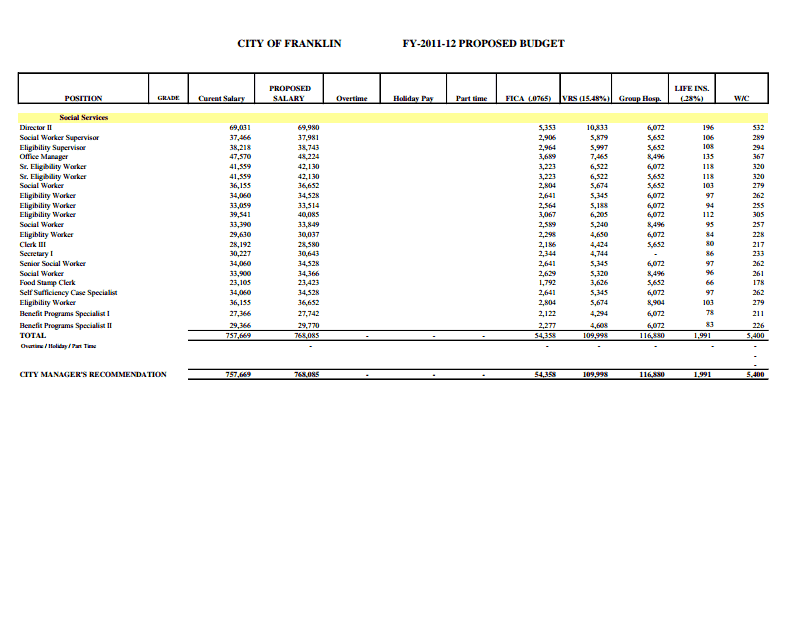 CITY OF FRANKLIN FY-2011-12 PROPOSED BUDGET
POSITION GRADE Curent Salary PROPOSED SALARY Overtime Holiday Pay Part time FICA (.0765) VRS (15.48%) Group Hosp. LIFE INS. (.28%) W/C
Social Services
Director II 69,031 69,980 5,353 10,833 6,072 196 532
Social Worker Supervisor 37,466 37,981 2,906 5,879 5,652 106 289
Eligibility Supervisor 38,218 38,743 2,964 5,997 5,652 108 294
Office Manager 47,570 48,224 3,689 7,465 8,496 135 367
Sr. Eligibility Worker 41,559 42,130 3,223 6,522 6,072 118 320
Sr. Eligibility Worker 41,559 42,130 3,223 6,522 5,652 118 320
Social Worker 36,155 36,652 2,804 5,674 5,652 103 279
Eligibility Worker 34,060 34,528 2,641 5,345 6,072 97 262
Eligibility Worker 33,059 33,514 2,564 5,188 6,072 94 255
Eligibility Worker 39,541 40,085 3,067 6,205 6,072 112 305
Social Worker 33,390 33,849 2,589 5,240 8,496 95 257
Eligiblity Worker 29,630 30,037 2,298 4,650 6,072 84 228
Clerk III 28,192 28,580 2,186 4,424 5,652 80 217
Secretary I 30,227 30,643 2,344 4,744 - 86 233
Senior Social Worker 34,060 34,528 2,641 5,345 6,072 97 262
Social Worker 33,900 34,366 2,629 5,320 8,496 96 261
Food Stamp Clerk 23,105 23,423 1,792 3,626 5,652 66 178
Self Sufficiency Case Specialist 34,060 34,528 2,641 5,345 6,072 97 262
Eligibility Worker 36,155 36,652 2,804 5,674 8,904 103 279
Benefit Programs Specialist I 27,366 27,742 2,122 4,294 6,072 78 211
Benefit Programs Specialist II 29,366 29,770 2,277 4,608 6,072 83 226
TOTAL 757,669 768,085 - - - 54,358 109,998 116,880 1,991 5,400
Overtime / Holiday / Part Time - - - - - -
-
-
CITY MANAGER'S RECOMMENDATION 757,669 768,085 - - - 54,358 109,998 116,880 1,991 5,400